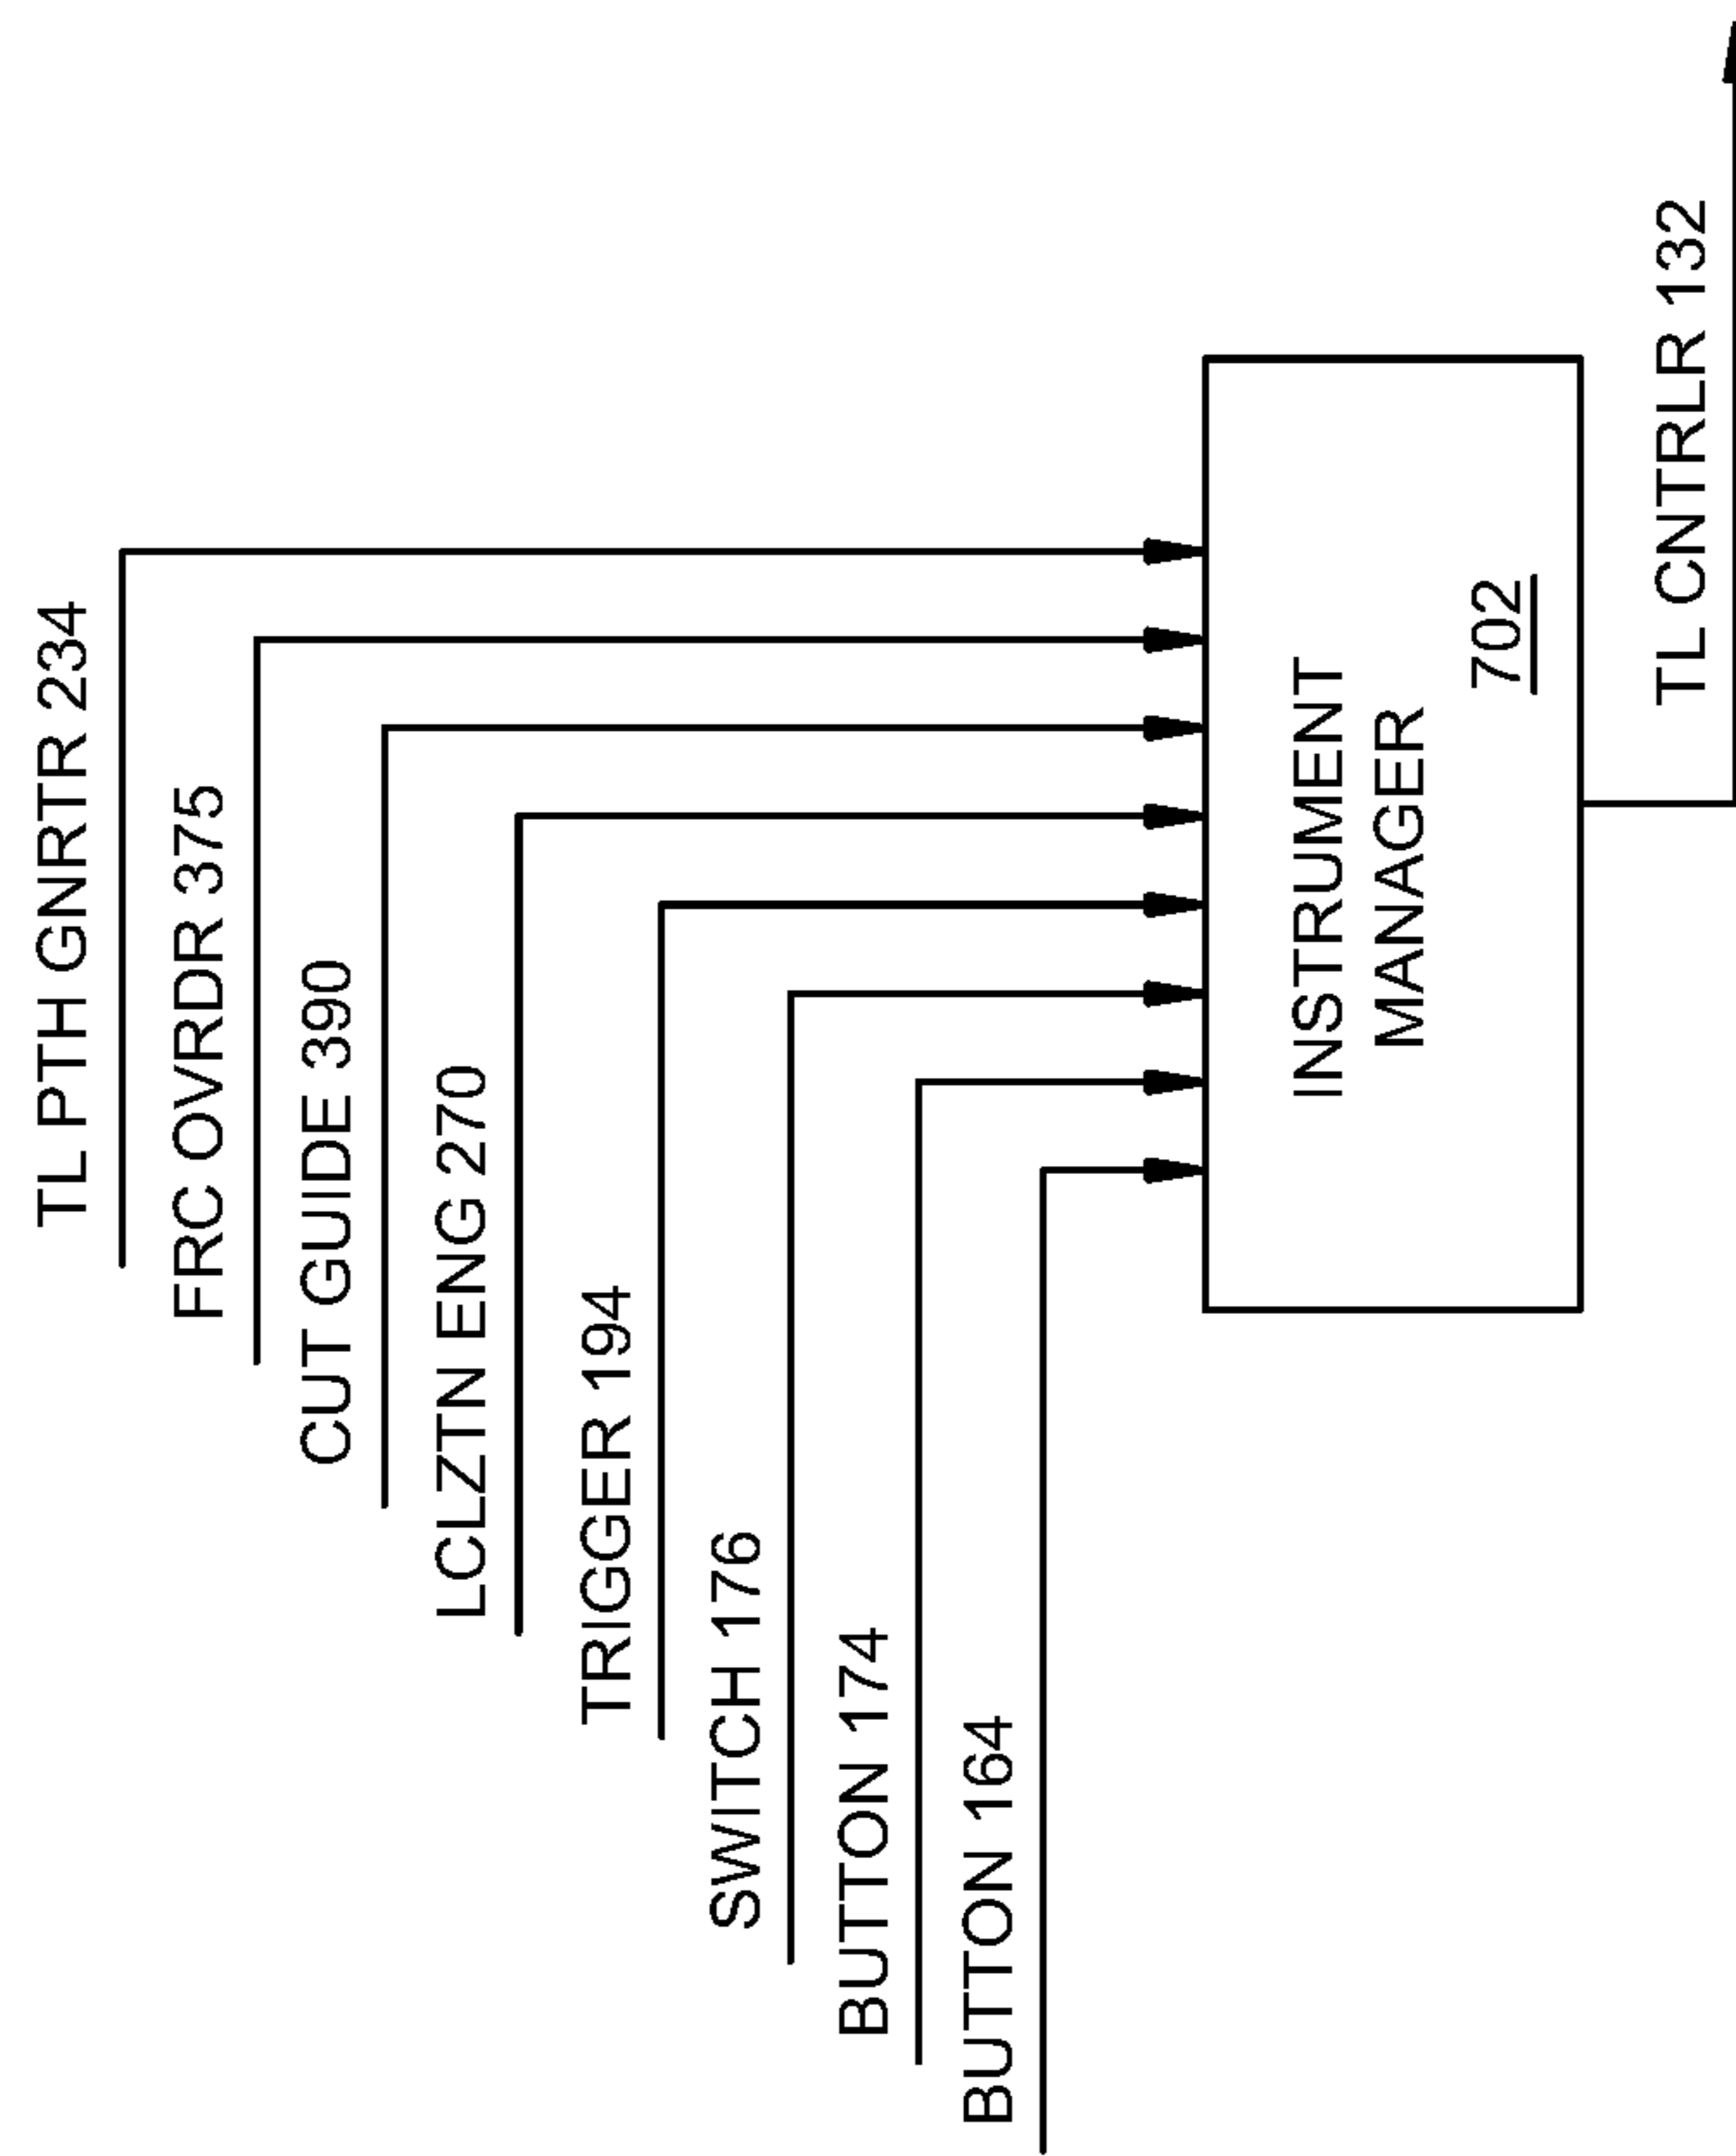 TL PTH GNRTR 234
FRC OVRDR 375
CUT GUIDE 390
LCLZTN ENG 270
TRIGGER 194
SWITCH 176
BUTTON 174
BUTTON 164
INSTRUMENT
MANAGER
702
TL CNTRLR 132